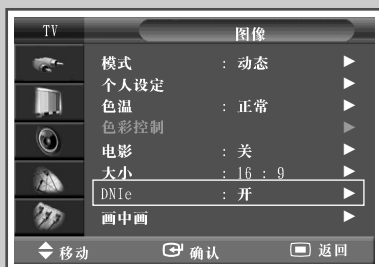 TV 图像
模式 : 动态
个人设定
色温 : 正常
色彩控制
电影 : 关
大小 : 16 : 9
DNIe : 开
画中画
移动 确认 返回